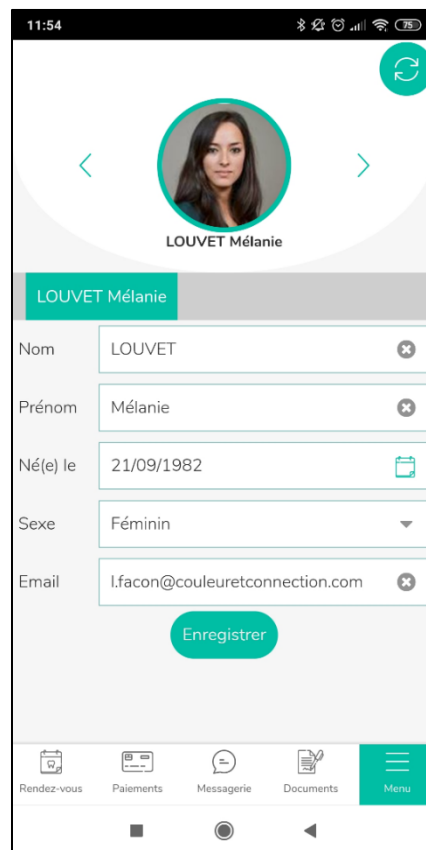 11:54
75
LOUVET Mélanie
LOUVET Mélanie
Nom LOUVET
Prénom Mélanie
Né(e) le 21/09/1982
Sexe Féminin
Email l.facon@couleuretconnection.com
Enregistrer
Rendez-vous Paiements Messagerie Documents Menu